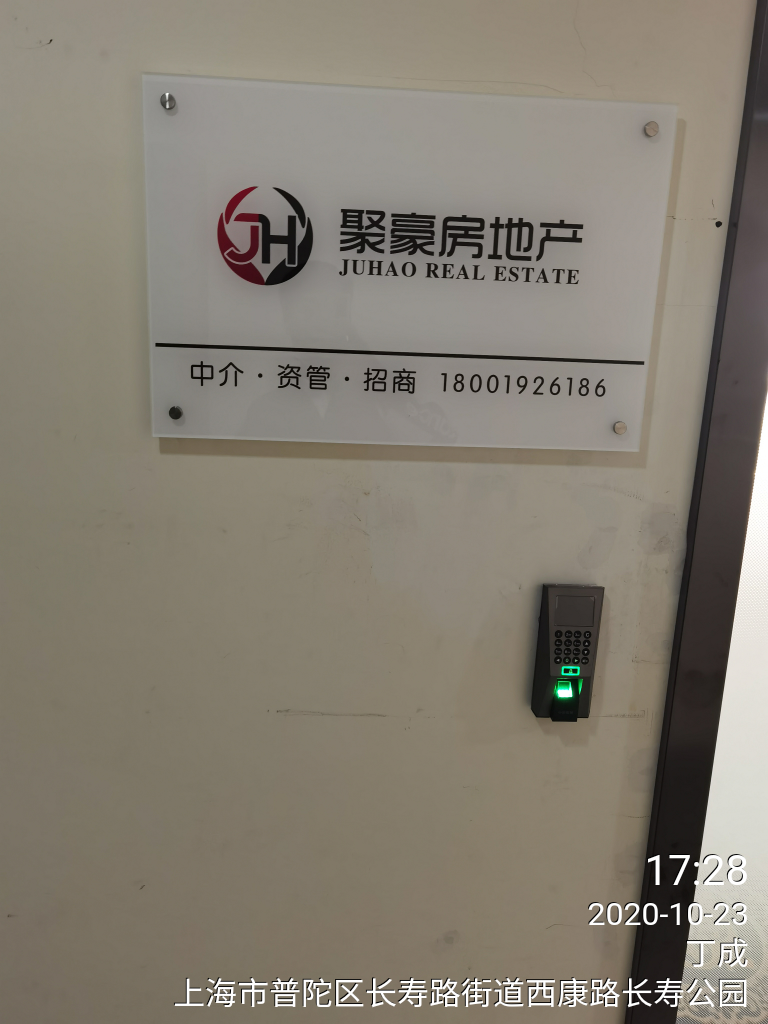 JH
聚豪房地产
JUHAO REAL ESTATE
中介·资管·招商 18001926186
17:28
2020-10-23
丁成
上海市普陀区长寿路街道西康路长寿公园